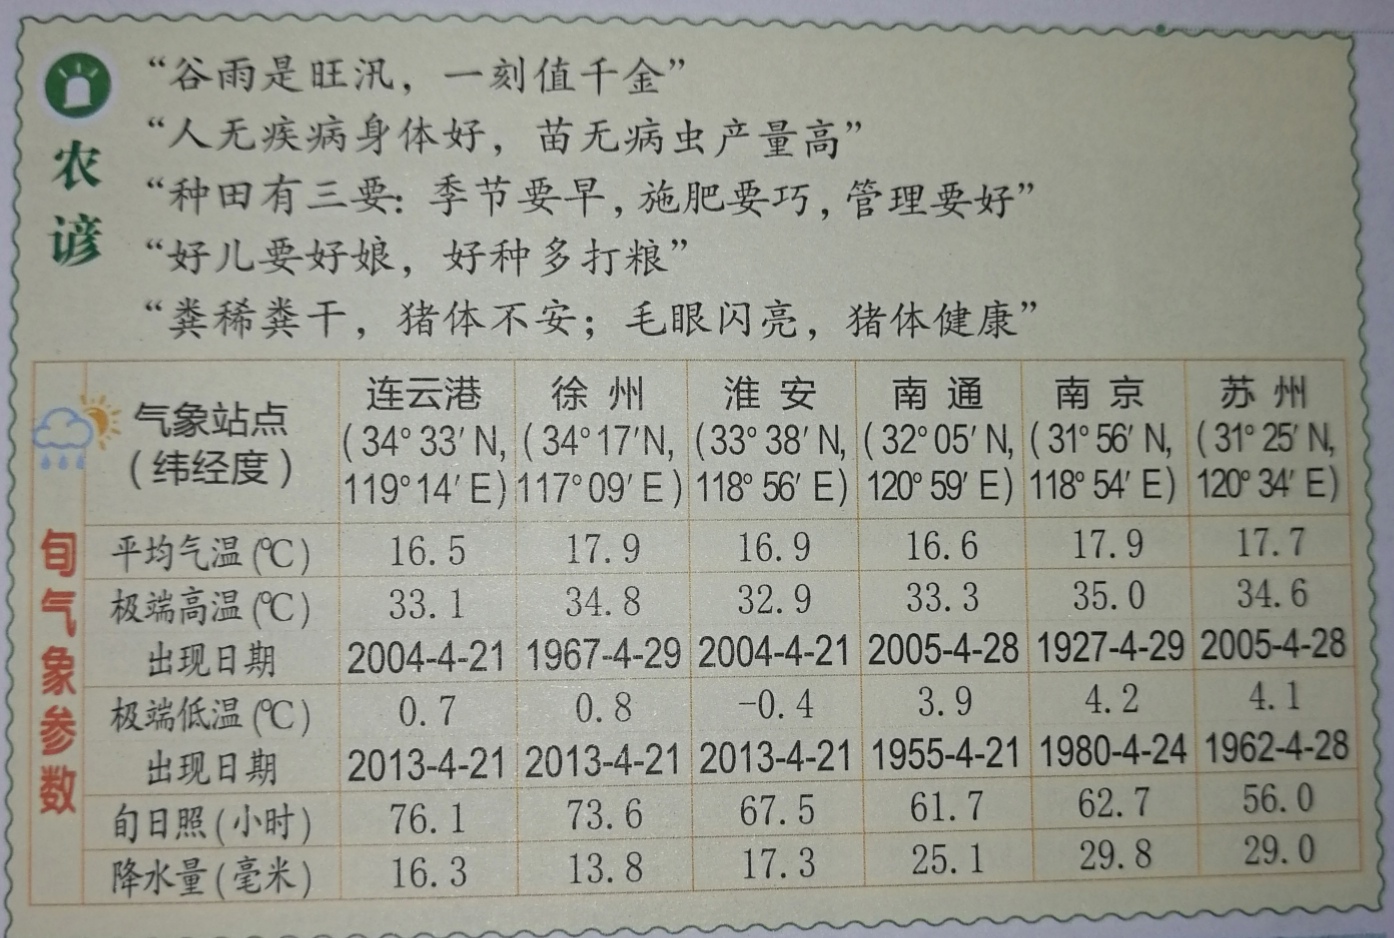 农谚
“谷雨是旺汛，一刻值千金”
“人无疾病身体好，苗无病虫产量高”
“种田有三要：季节要早，施肥要巧，管理要好”
“好儿要好娘，好种多打粮”
“粪稀粪干，猪体不安；毛眼闪亮，猪体健康”
旬气象参数
气象站点（纬经度） 连云港（34°33′N, 119°14′E） 徐州（34°17′N, 117°09′E） 淮安（33°38′N, 118°56′E） 南通（32°05′N, 120°59′E） 南京（31°56′N, 118°54′E） 苏州（31°25′N, 120°34′E）
平均气温(℃) 16.5 17.9 16.9 16.6 17.9 17.7
极端高温(℃) 33.1 34.8 32.9 33.3 35.0 34.6
出现日期 2004-4-21 1967-4-29 2004-4-21 2005-4-28 1927-4-29 2005-4-28
极端低温(℃) 0.7 0.8 -0.4 3.9 4.2 4.1
出现日期 2013-4-21 2013-4-21 2013-4-21 1955-4-21 1980-4-24 1962-4-28
旬日照(小时) 76.1 73.6 67.5 61.7 62.7 56.0
降水量(毫米) 16.3 13.8 17.3 25.1 29.8 29.0